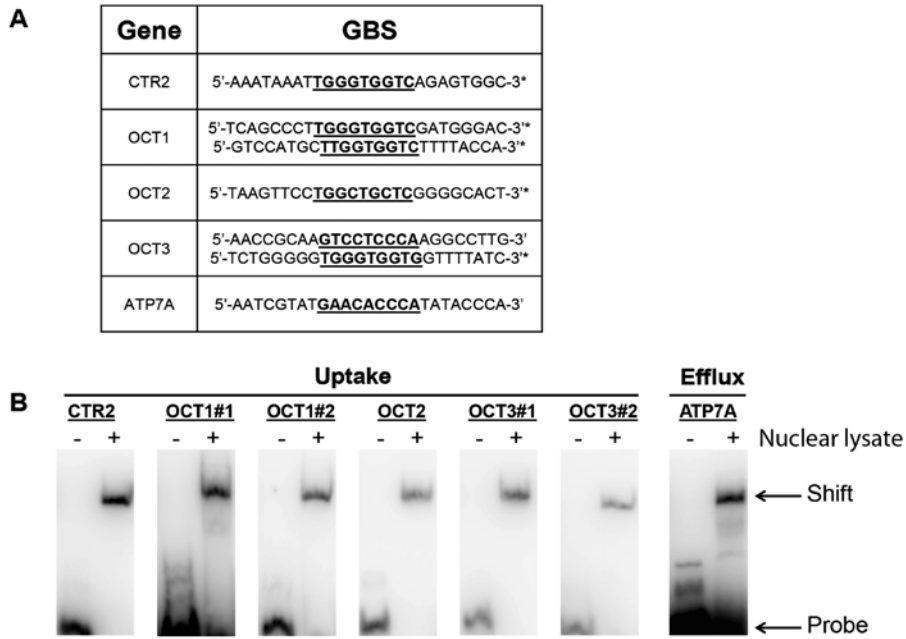 A
Gene GBS
CTR2 5'-AAATAAATTGGGTGGTCAGAGTGGC-3'*
OCT1 5'-TCAGCCCTTGGGTGGTCGATGGGAC-3'*
5'-GTCCATGCTTGGTGGTCTTTTACCA-3'*
OCT2 5'-TAAGTTCCTGGCTGCTCGGGGCACT-3'*
OCT3 5'-AACCGCAAGTCCTCCCAAGGCCTTG-3'
5'-TCTGGGGGTGGGTGGTGGTTTTATC-3'*
ATP7A 5'-AATCGTATGAACACCCATATACCCA-3'
B
Uptake Efflux
CTR2 OCT1#1 OCT1#2 OCT2 OCT3#1 OCT3#2 ATP7A
- + - + - + - + - + - + - + Nuclear lysate
Shift
Probe